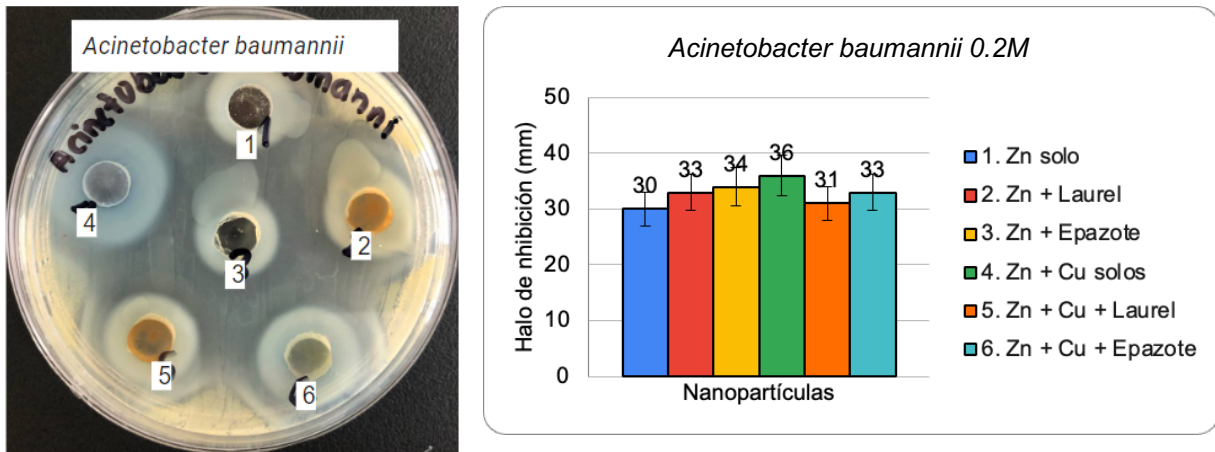 Acinetobacter baumannii
Acinetobacter baumannii
1
4
2
3
5
6
Acinetobacter baumannii 0.2M
Halo de nhibición (mm)
50
40
30
20
10
0
30
33
34
36
31
33
Nanopartículas
1. Zn solo
2. Zn + Laurel
3. Zn + Epazote
4. Zn + Cu solos
5. Zn + Cu + Laurel
6. Zn + Cu + Epazote